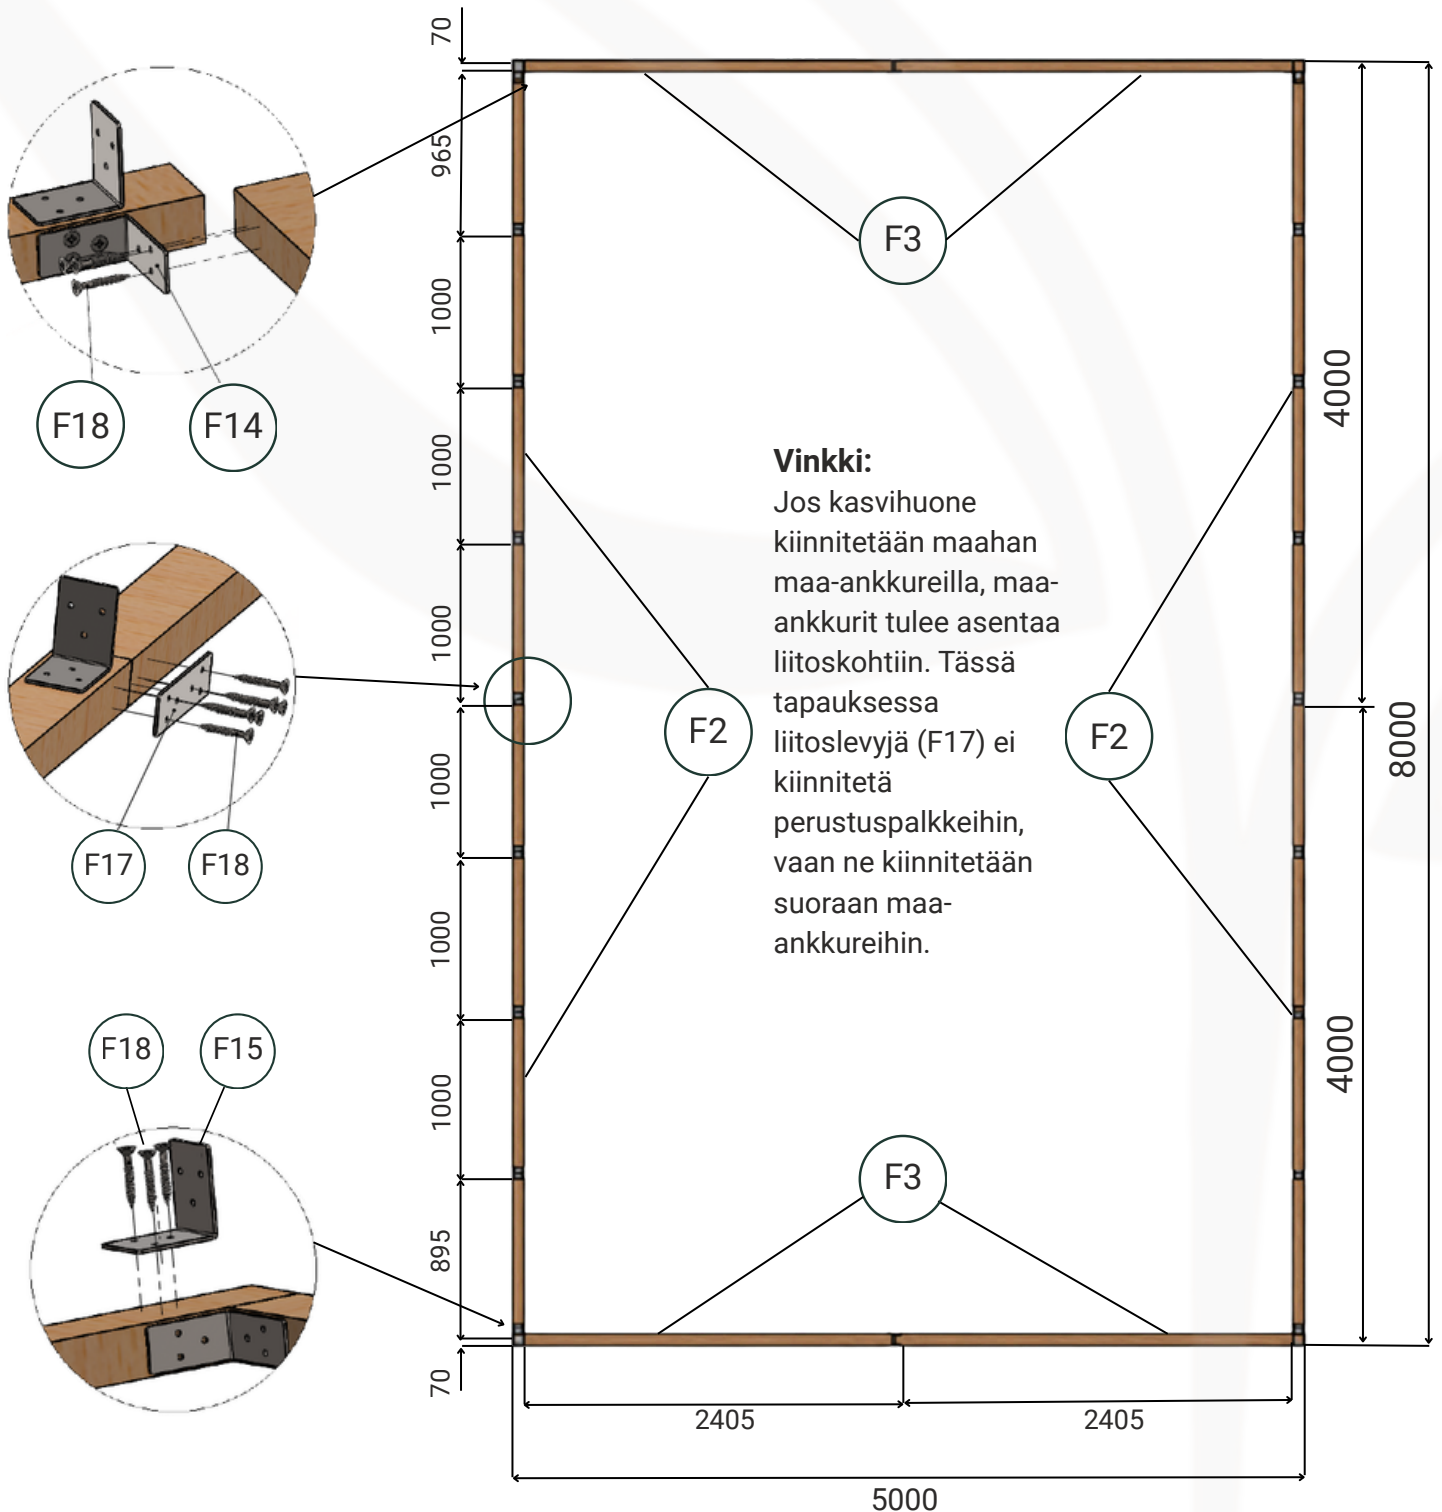 70
965
1000
1000
1000
1000
1000
1000
895
70
F18
F14
F17
F18
F18
F15
F3
F2
F2
F3
Vinkki:
Jos kasvihuone
kiinnitetään maahan
maa-ankkureilla, maa-
ankkurit tulee asentaa
liitoskohtiin. Tässä
tapauksessa
liitoslevyjä (F17) ei
kiinnitetä
perustuspalkkeihin,
vaan ne kiinnitetään
suoraan maa-
ankkureihin.
4000
8000
4000
2405
2405
5000